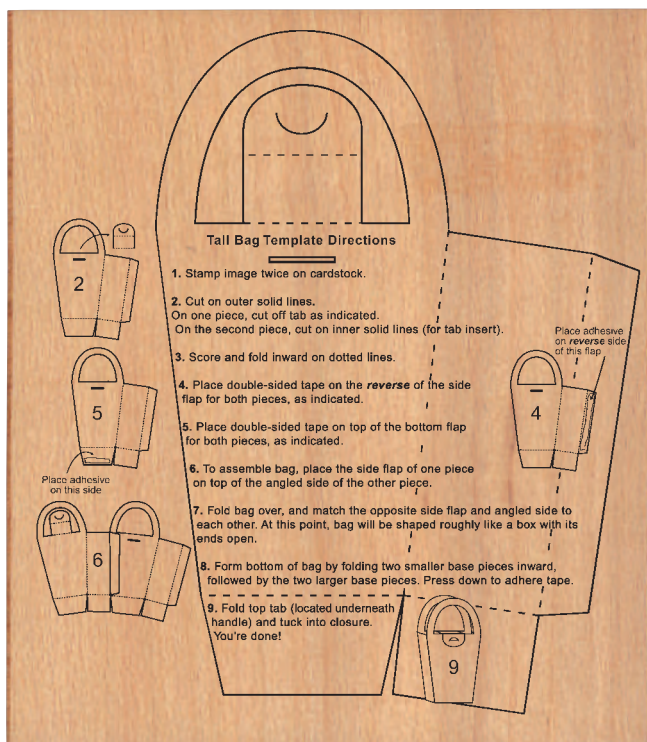 Tall Bag Template Directions
1. Stamp image twice on cardstock.
2. Cut on outer solid lines.
On one piece, cut off tab as indicated.
On the second piece, cut on inner solid lines (for tab insert).
3. Score and fold inward on dotted lines.
4. Place double-sided tape on the reverse of the side
flap for both pieces, as indicated.
5. Place double-sided tape on top of the bottom flap
for both pieces, as indicated.
6. To assemble bag, place the side flap of one piece
on top of the angled side of the other piece.
7. Fold bag over, and match the opposite side flap and angled side to
each other. At this point, bag will be shaped roughly like a box with its
ends open.
8. Form bottom of bag by folding two smaller base pieces inward,
followed by the two larger base pieces. Press down to adhere tape.
9. Fold top tab (located underneath
handle) and tuck into closure.
You're done!
2
5
Place adhesive
on this side
6
Place adhesive
on reverse side
of this flap
4
9